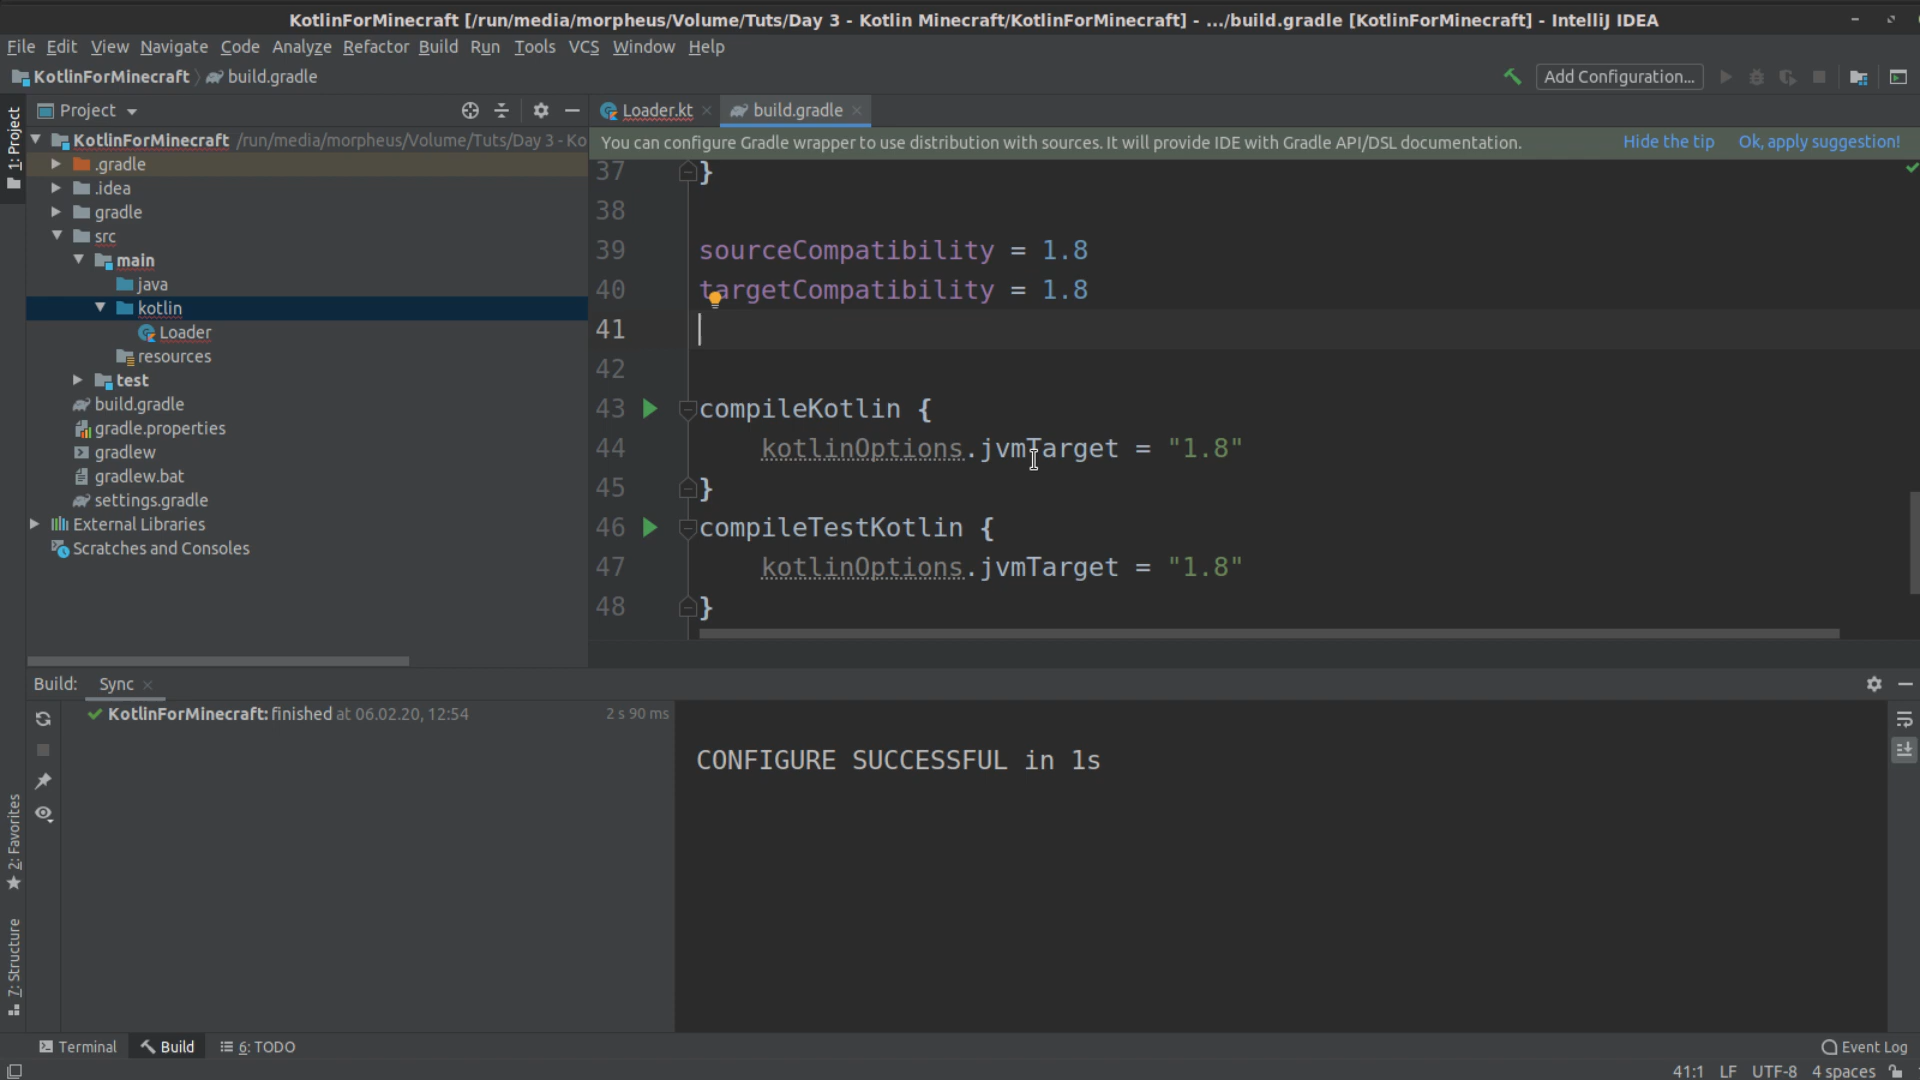 KotlinForMinecraft [/run/media/morpheus/Volume/Tuts/Day 3 - Kotlin Minecraft/KotlinForMinecraft] - .../build.gradle [KotlinForMinecraft] - IntelliJ IDEA
File Edit View Navigate Code Analyze Refactor Build Run Tools VCS Window Help
KotlinForMinecraft build.gradle
Add Configuration...
Project
Loader.kt
build.gradle
1: Project
You can configure Gradle wrapper to use distribution with sources. It will provide IDE with Gradle API/DSL documentation. Hide the tip Ok, apply suggestion!
KotlinForMinecraft /run/media/morpheus/Volume/Tuts/Day 3 - Ko
.gradle
.idea
gradle
src
main
java
kotlin
Loader
resources
test
build.gradle
gradle.properties
gradlew
gradlew.bat
settings.gradle
External Libraries
Scratches and Consoles
37 }
38
39 sourceCompatibility = 1.8
40 targetCompatibility = 1.8
41
42
43 compileKotlin {
44 kotlinOptions.jvmTarget = "1.8"
45 }
46 compileTestKotlin {
47 kotlinOptions.jvmTarget = "1.8"
48 }
Build: Sync
KotlinForMinecraft: finished at 06.02.20, 12:54 2 s 90 ms
CONFIGURE SUCCESSFUL in 1s
2: Favorites
7: Structure
Terminal Build 6: TODO Event Log
41:1 LF UTF-8 4 spaces